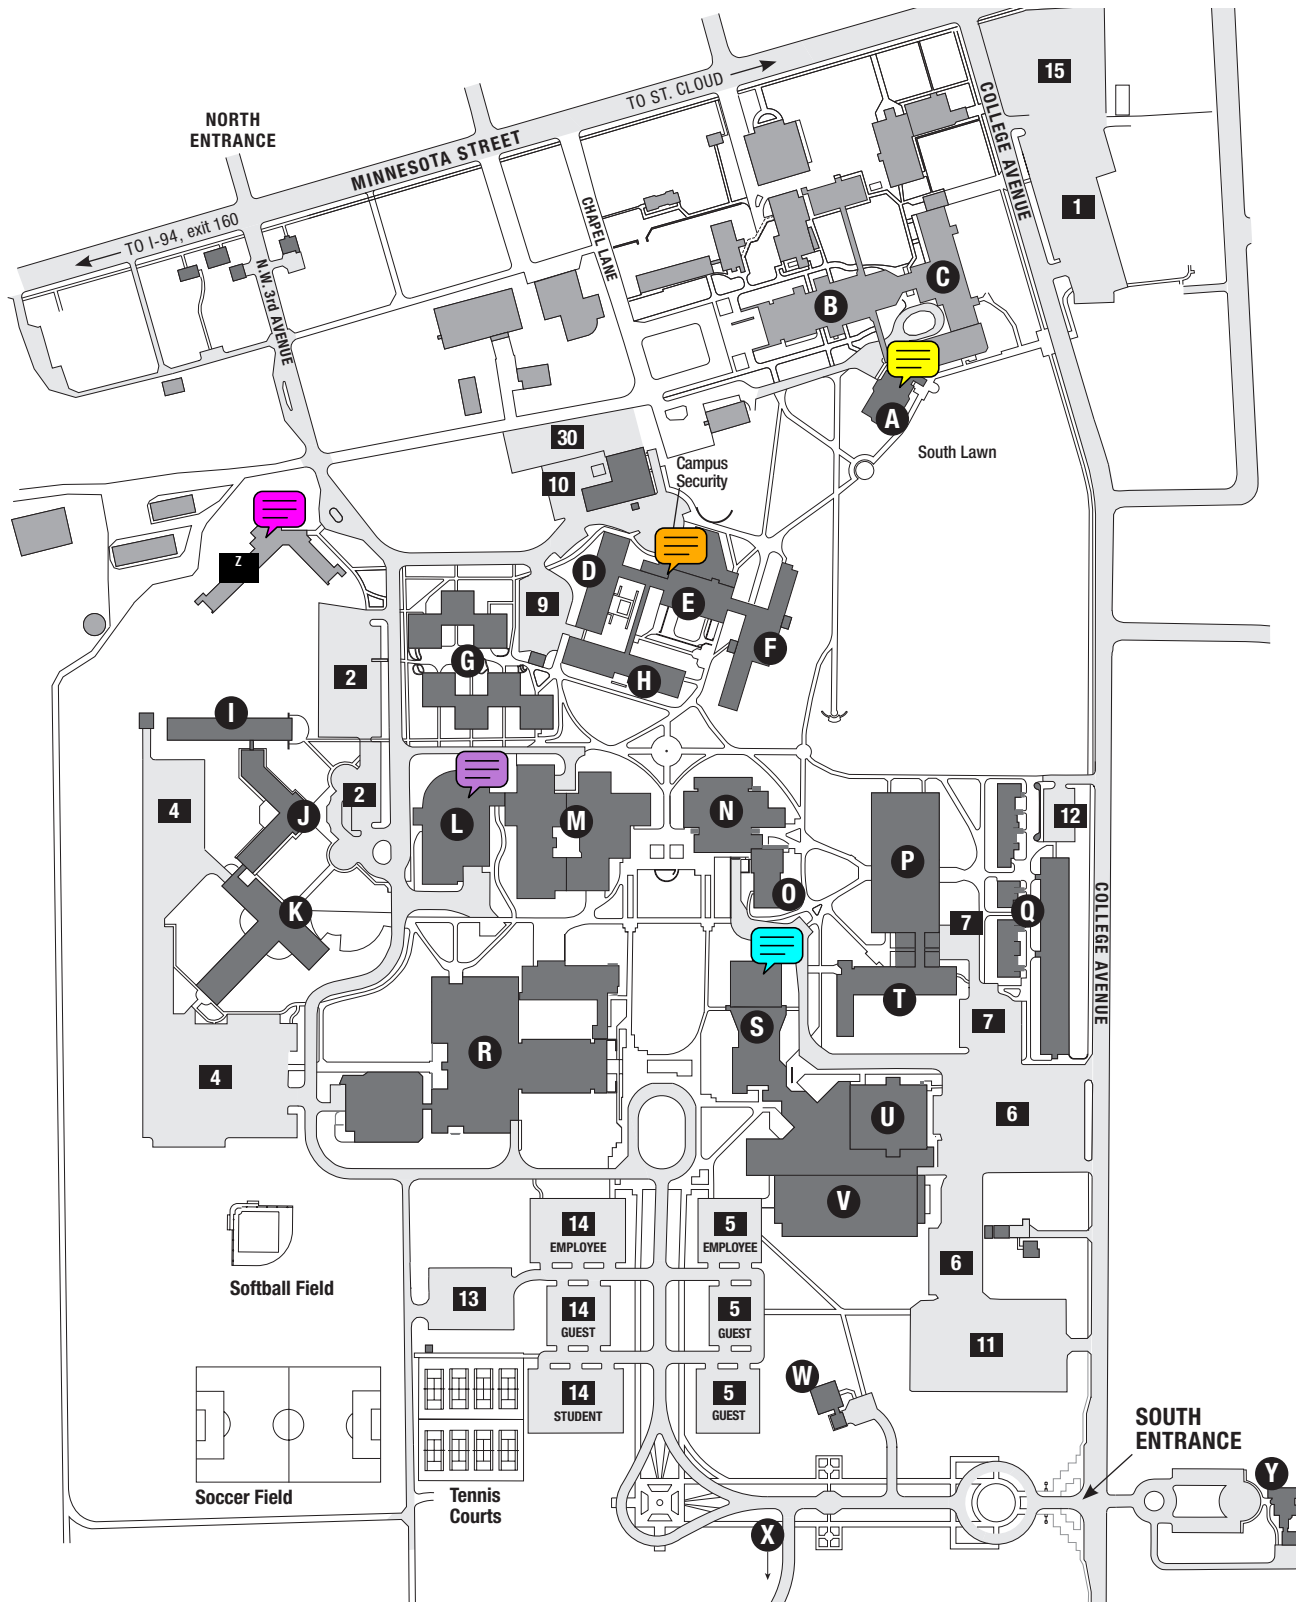 15
TO ST. CLOUD
COLLEGE AVENUE
NORTH
ENTRANCE
MINNESOTA STREET
1
CHAPEL LANE
TO I-94, exit 160
N.W. 3rd AVENUE
C
B
A
South Lawn
30
10
Campus
Security
Z
D
E
9
F
G
H
2
I
2
4
J
L
M
N
12
P
O
K
Q
7
COLLEGE AVENUE
T
7
S
R
4
6
U
V
14
EMPLOYEE
5
EMPLOYEE
6
Softball Field
13
14
GUEST
5
GUEST
11
W
14
STUDENT
5
GUEST
SOUTH
ENTRANCE
Soccer Field
Tennis
Courts
Y
X